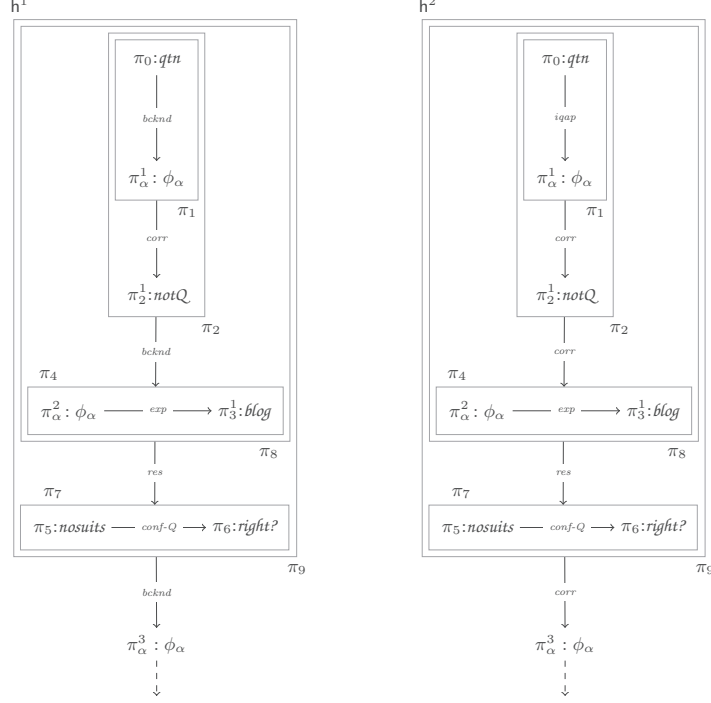 h¹ h²
π₀:qtn π₀:qtn
bcknd iqap
π¹α : ϕα π¹α : ϕα
π₁ π₁
corr corr
π¹₂:notQ π¹₂:notQ
π₂ π₂
bcknd corr
π₄ π₄
π²α : ϕα exp π¹₃:blog π²α : ϕα exp π¹₃:blog
π₈ π₈
res res
π₇ π₇
π₅:nosuits conf-Q π₆:right? π₅:nosuits conf-Q π₆:right?
π₉ π₉
bcknd corr
π³α : ϕα π³α : ϕα